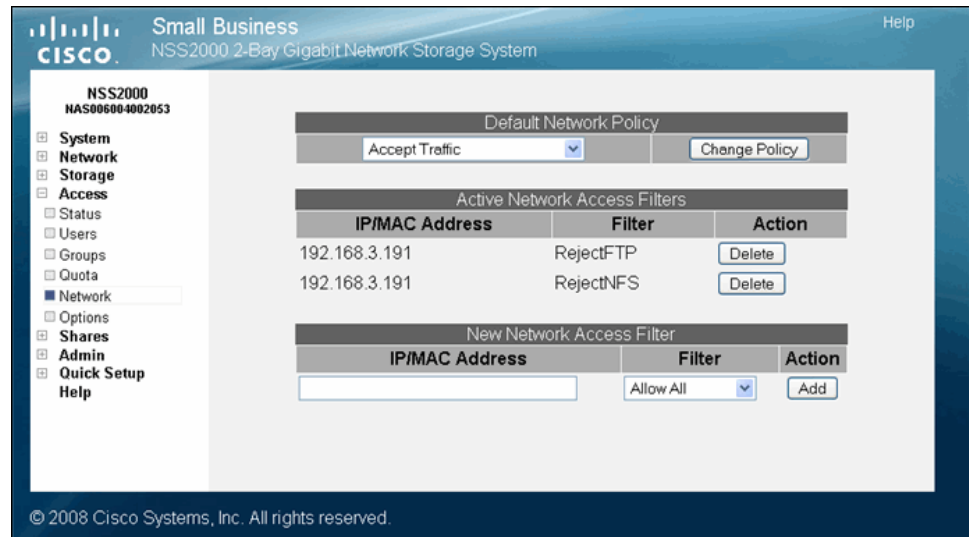 Small Business
Help
CISCO.
NSS2000 2-Bay Gigabit Network Storage System
NSS2000
NAS006004002053
System
Network
Storage
Access
Status
Users
Groups
Quota
Network
Options
Shares
Admin
Quick Setup
Help
Default Network Policy
Accept Traffic Change Policy
Active Network Access Filters
IP/MAC Address Filter Action
192.168.3.191 RejectFTP Delete
192.168.3.191 RejectNFS Delete
New Network Access Filter
IP/MAC Address Filter Action
Allow All Add
© 2008 Cisco Systems, Inc. All rights reserved.